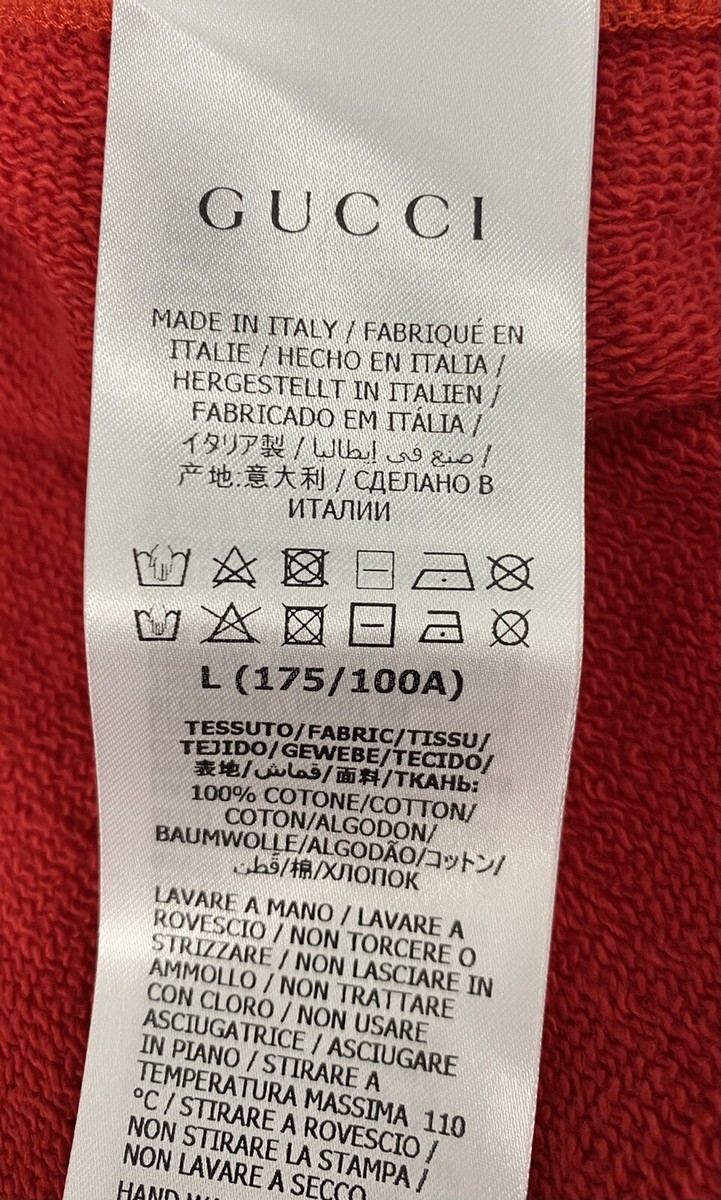 GUCCI
MADE IN ITALY / FABRIQUÉ EN
ITALIE / HECHO EN ITALIA /
HERGESTELLT IN ITALIEN /
FABRICADO EM ITÁLIA /
イタリア製 / صنع في إيطاليا /
产地:意大利 / СДЕЛАНО В
ИТАЛИИ
L (175/100A)
TESSUTO/FABRIC/TISSU/
TEJIDO/GEWEBE/TECIDO/
表地/قماش/面料/ТКАНЬ:
100% COTONE/COTTON/
COTON/ALGODON/
BAUMWOLLE/ALGODÃO/コットン/
قطن/棉/ХЛОПОК
LAVARE A MANO / LAVARE A
ROVESCIO / NON TORCERE O
STRIZZARE / NON LASCIARE IN
AMMOLLO / NON TRATTARE
CON CLORO / NON USARE
ASCIUGATRICE / ASCIUGARE
IN PIANO / STIRARE A
TEMPERATURA MASSIMA 110
°C / STIRARE A ROVESCIO /
NON STIRARE LA STAMPA /
NON LAVARE A SECCO
HAND